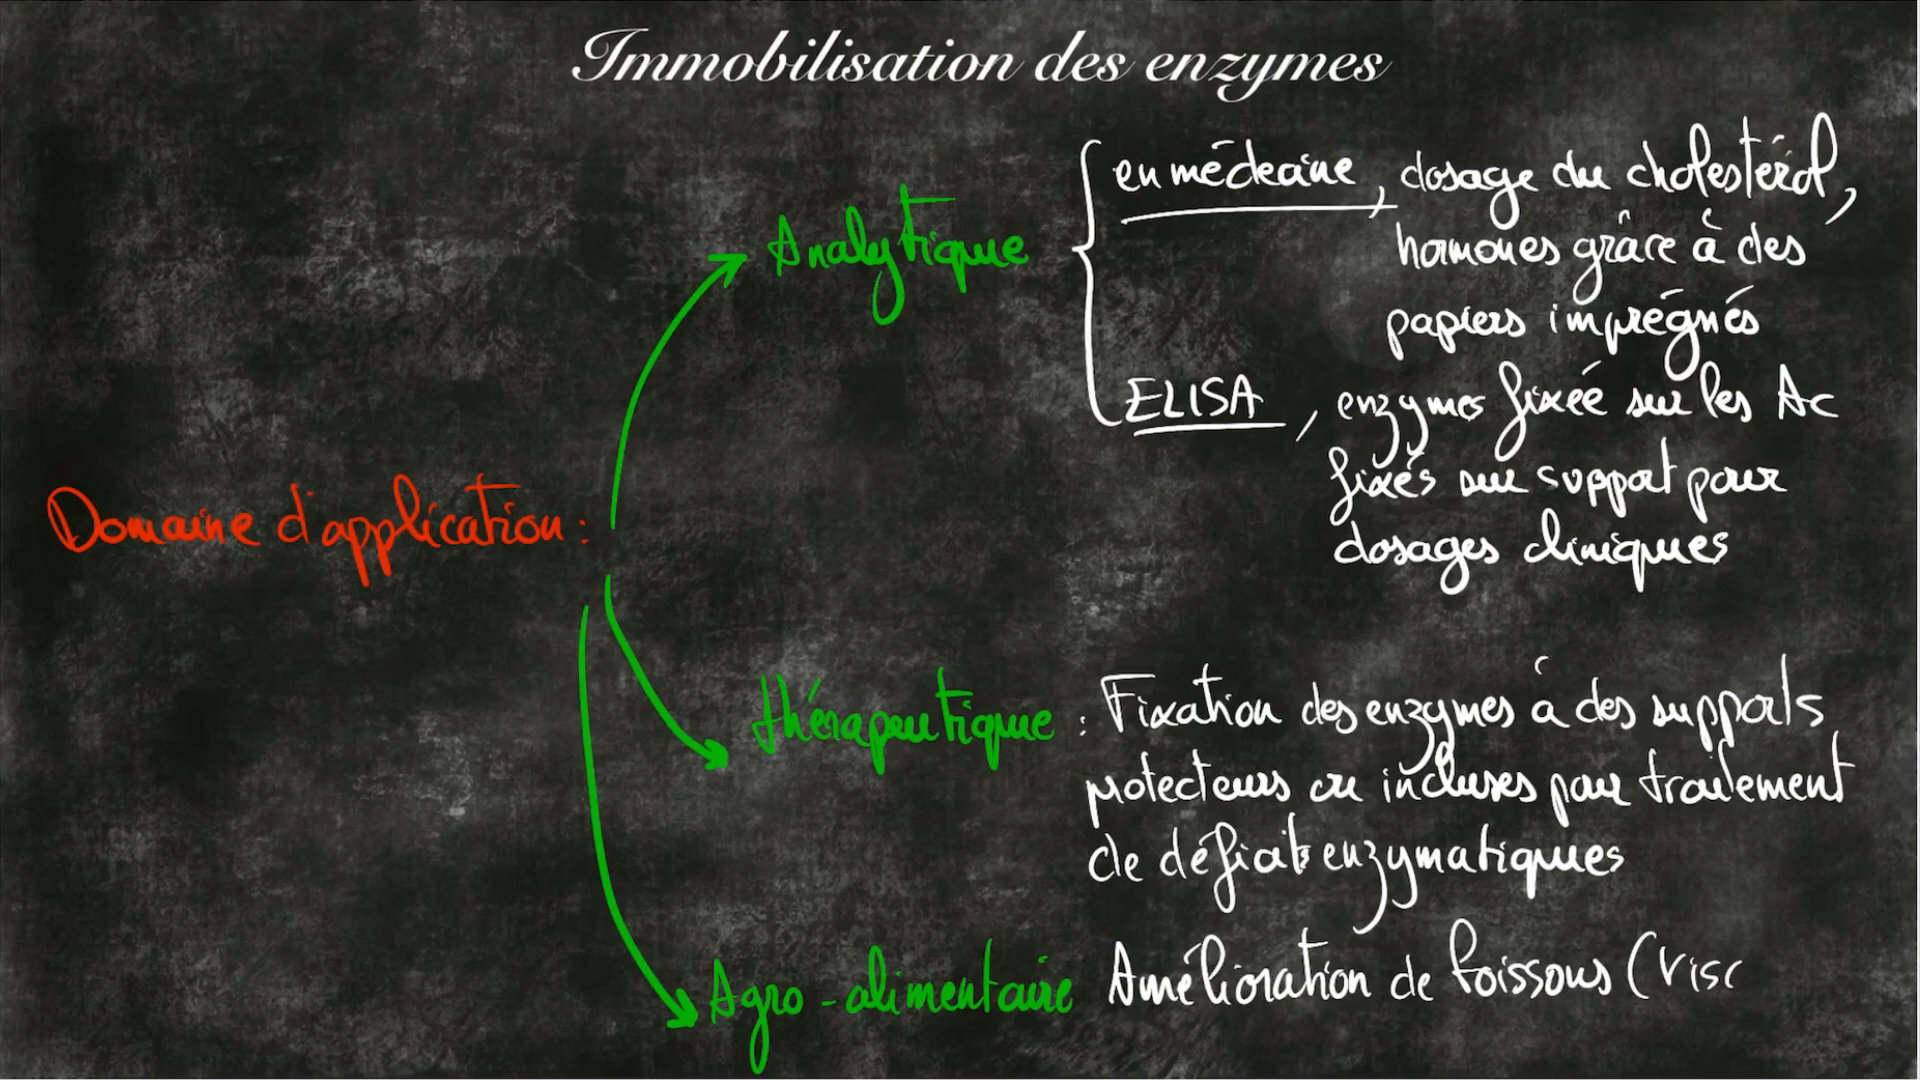 Immobilisation des enzymes
Domaine d'application :
Analytique
en médecine, dosage du cholestérol,
hormones grâce à des
papiers imprégnés
ELISA, enzymes fixée sur les Ac
fixés sur support pour
dosages cliniques
thérapeutique : Fixation des enzymes à des supports
protecteurs ou incluses pour traitement
de déficits enzymatiques
Agro-alimentaire Amélioration de boissons (visc